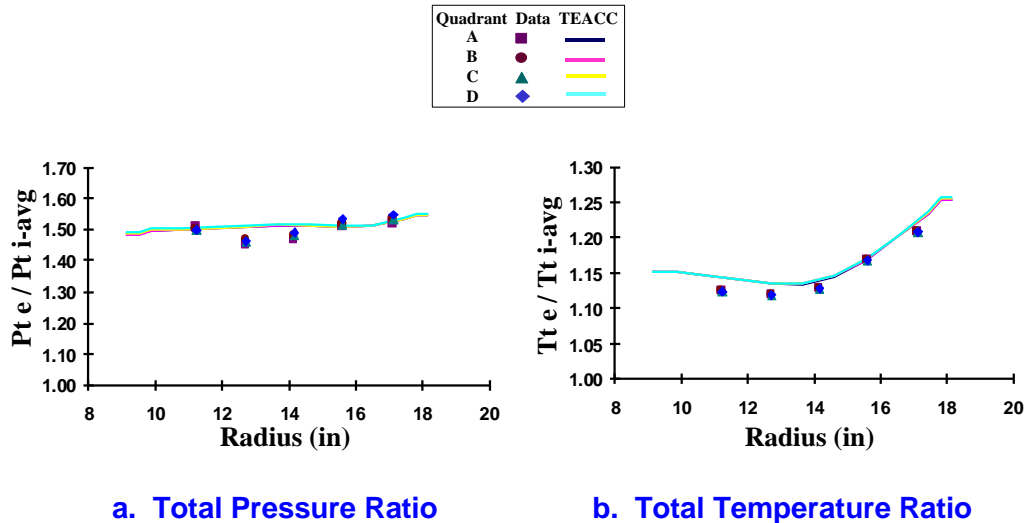 Quadrant Data TEACC
A
B
C
D
Pt e / Pt i-avg
1.70
1.60
1.50
1.40
1.30
1.20
1.10
1.00
8 10 12 14 16 18 20
Radius (in)
a. Total Pressure Ratio
Tt e / Tt i-avg
1.30
1.25
1.20
1.15
1.10
1.05
1.00
8 10 12 14 16 18 20
Radius (in)
b. Total Temperature Ratio